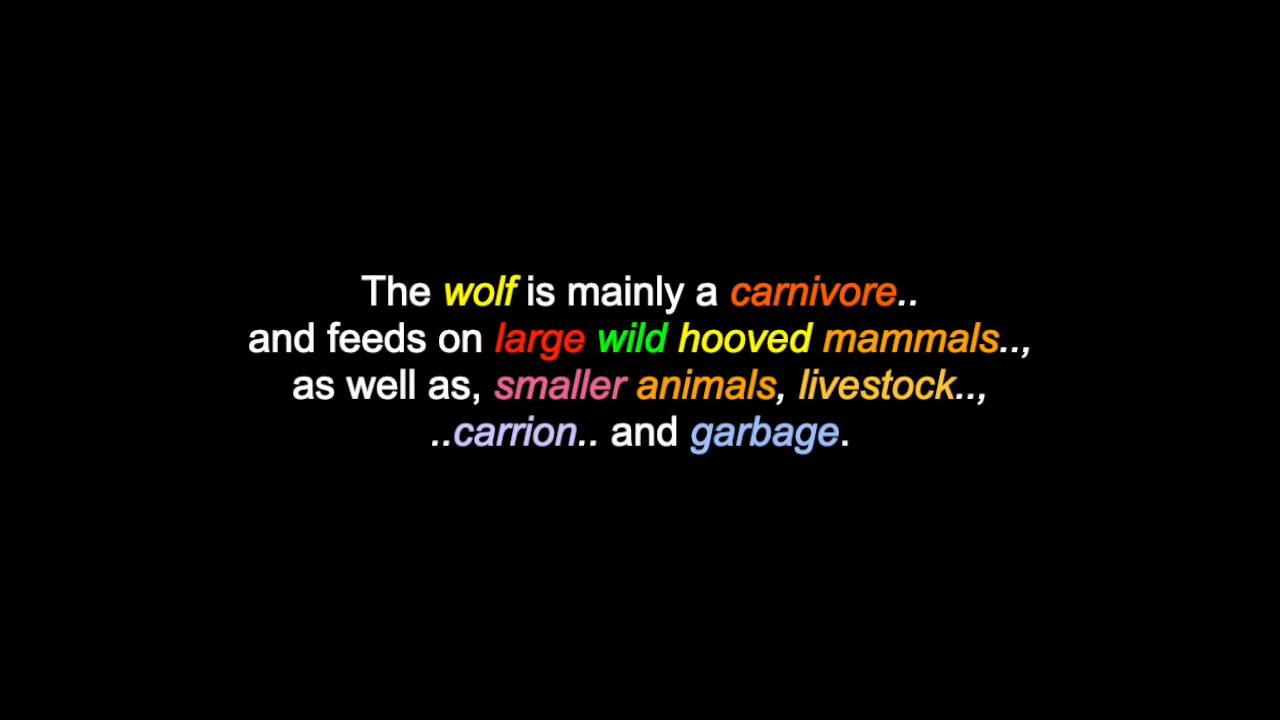 The wolf is mainly a carnivore..
and feeds on large wild hooved mammals..,
as well as, smaller animals, livestock..,
..carrion.. and garbage.